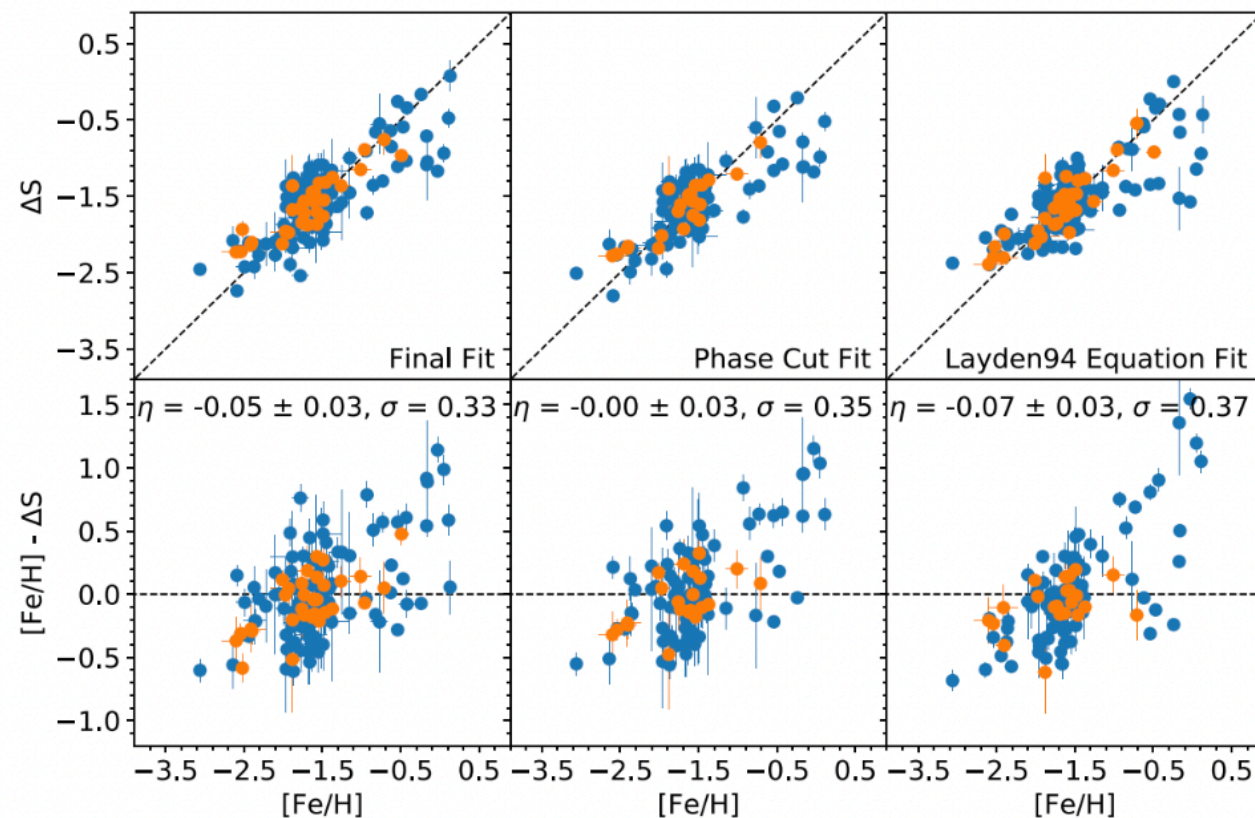 0.5
−0.5
−1.5
−2.5
−3.5
ΔS
Final Fit
Phase Cut Fit
Layden94 Equation Fit
1.5
1.0
0.5
0.0
−0.5
−1.0
[Fe/H] - ΔS
η = -0.05 ± 0.03, σ = 0.33
η = -0.00 ± 0.03, σ = 0.35
η = -0.07 ± 0.03, σ = 0.37
−3.5 −2.5 −1.5 −0.5 0.5
−3.5 −2.5 −1.5 −0.5 0.5
−3.5 −2.5 −1.5 −0.5 0.5
[Fe/H]
[Fe/H]
[Fe/H]